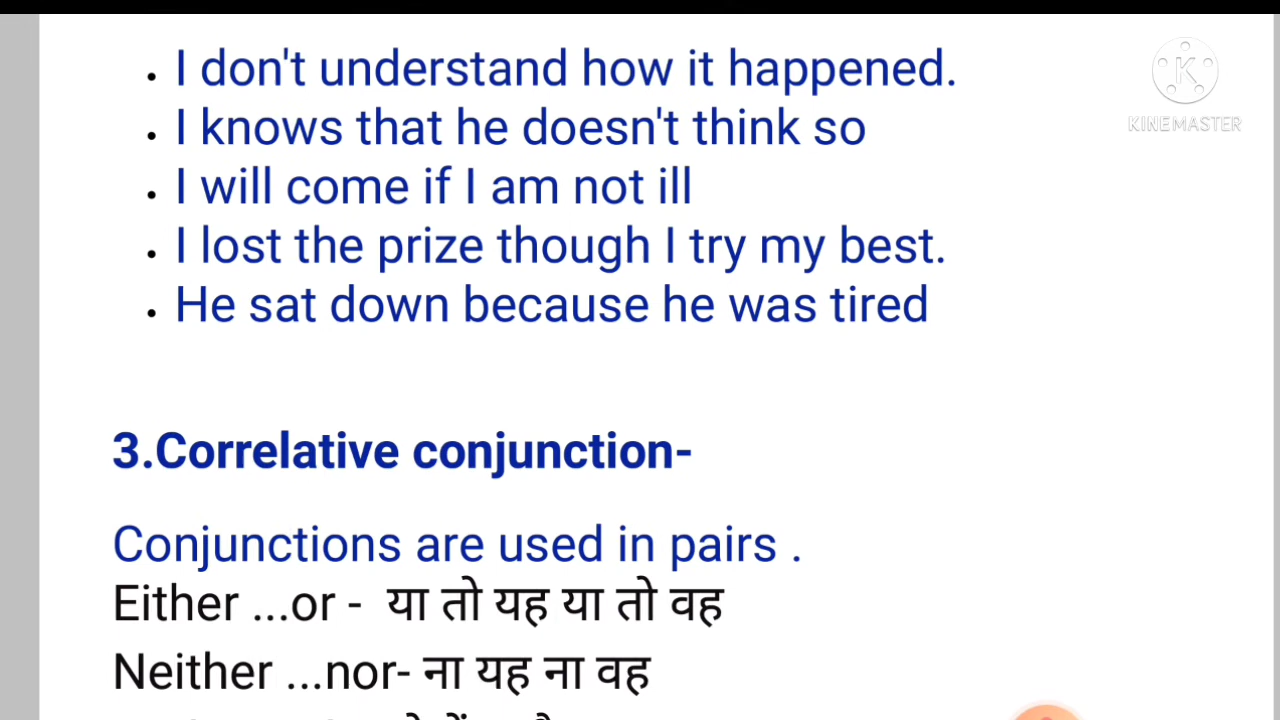 • I don't understand how it happened.
• I knows that he doesn't think so
• I will come if I am not ill
• I lost the prize though I try my best.
• He sat down because he was tired
3.Correlative conjunction-
Conjunctions are used in pairs .
Either ...or - या तो यह या तो वह
Neither ...nor- ना यह ना वह
K
KINEMASTER